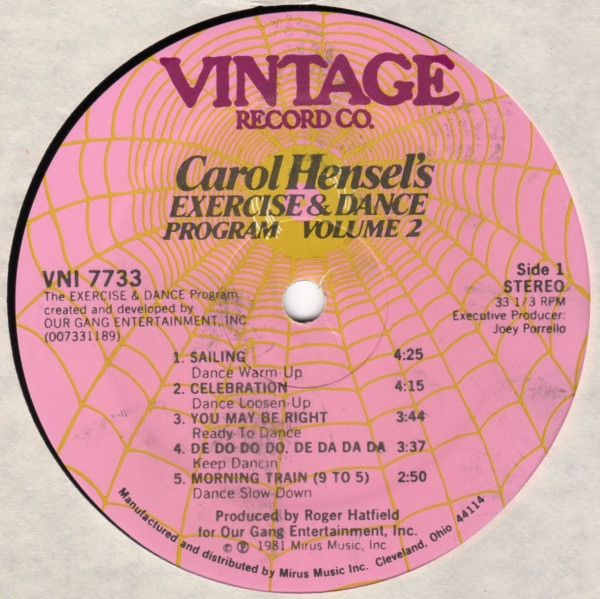 VINTAGE
RECORD CO.
Carol Hensel's
EXERCISE & DANCE
PROGRAM VOLUME 2
VNI 7733
The EXERCISE & DANCE Program
created and developed by
OUR GANG ENTERTAINMENT, INC.
(007331189)
Side 1
STEREO
33 1/3 RPM
Executive Producer:
Joey Porrello
1. SAILING 4:25
Dance Warm-Up
2. CELEBRATION 4:15
Dance Loosen-Up
3. YOU MAY BE RIGHT 3:44
Ready To Dance
4. DE DO DO DO, DE DA DA DA 3:37
Keep Dancin'
5. MORNING TRAIN (9 TO 5) 2:50
Dance Slow-Down
Produced by Roger Hatfield
for Our Gang Entertainment, Inc.
© ℗ 1981 Mirus Music, Inc
Manufactured and distributed by Mirus Music Inc. Cleveland, Ohio 44114